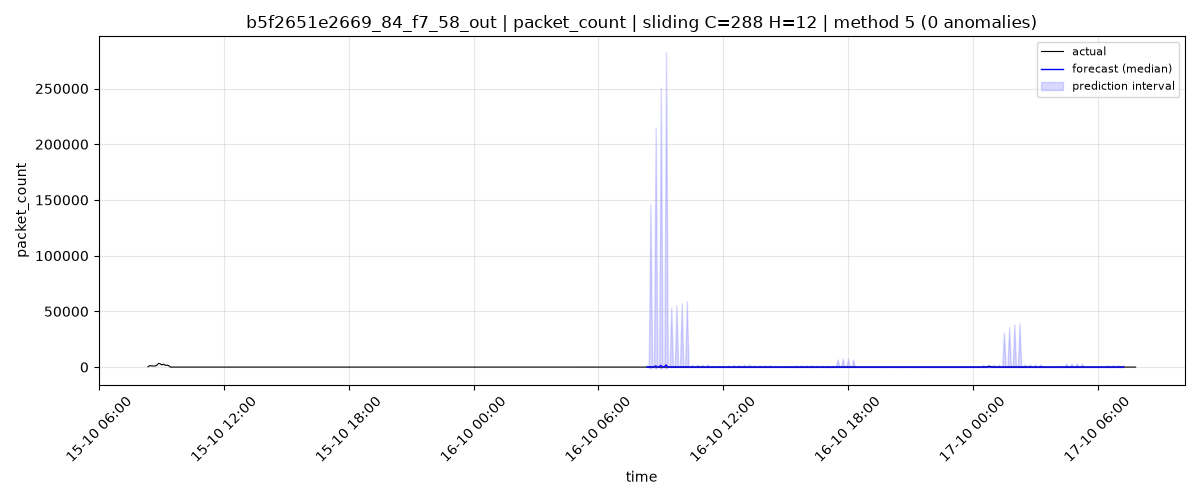 b5f2651e2669_84_f7_58_out | packet_count | sliding C=288 H=12 | method 5 (0 anomalies)
actual
forecast (median)
prediction interval
packet_count
250000
200000
150000
100000
50000
0
15-10 06:00
15-10 12:00
15-10 18:00
16-10 00:00
16-10 06:00
16-10 12:00
16-10 18:00
17-10 00:00
17-10 06:00
time